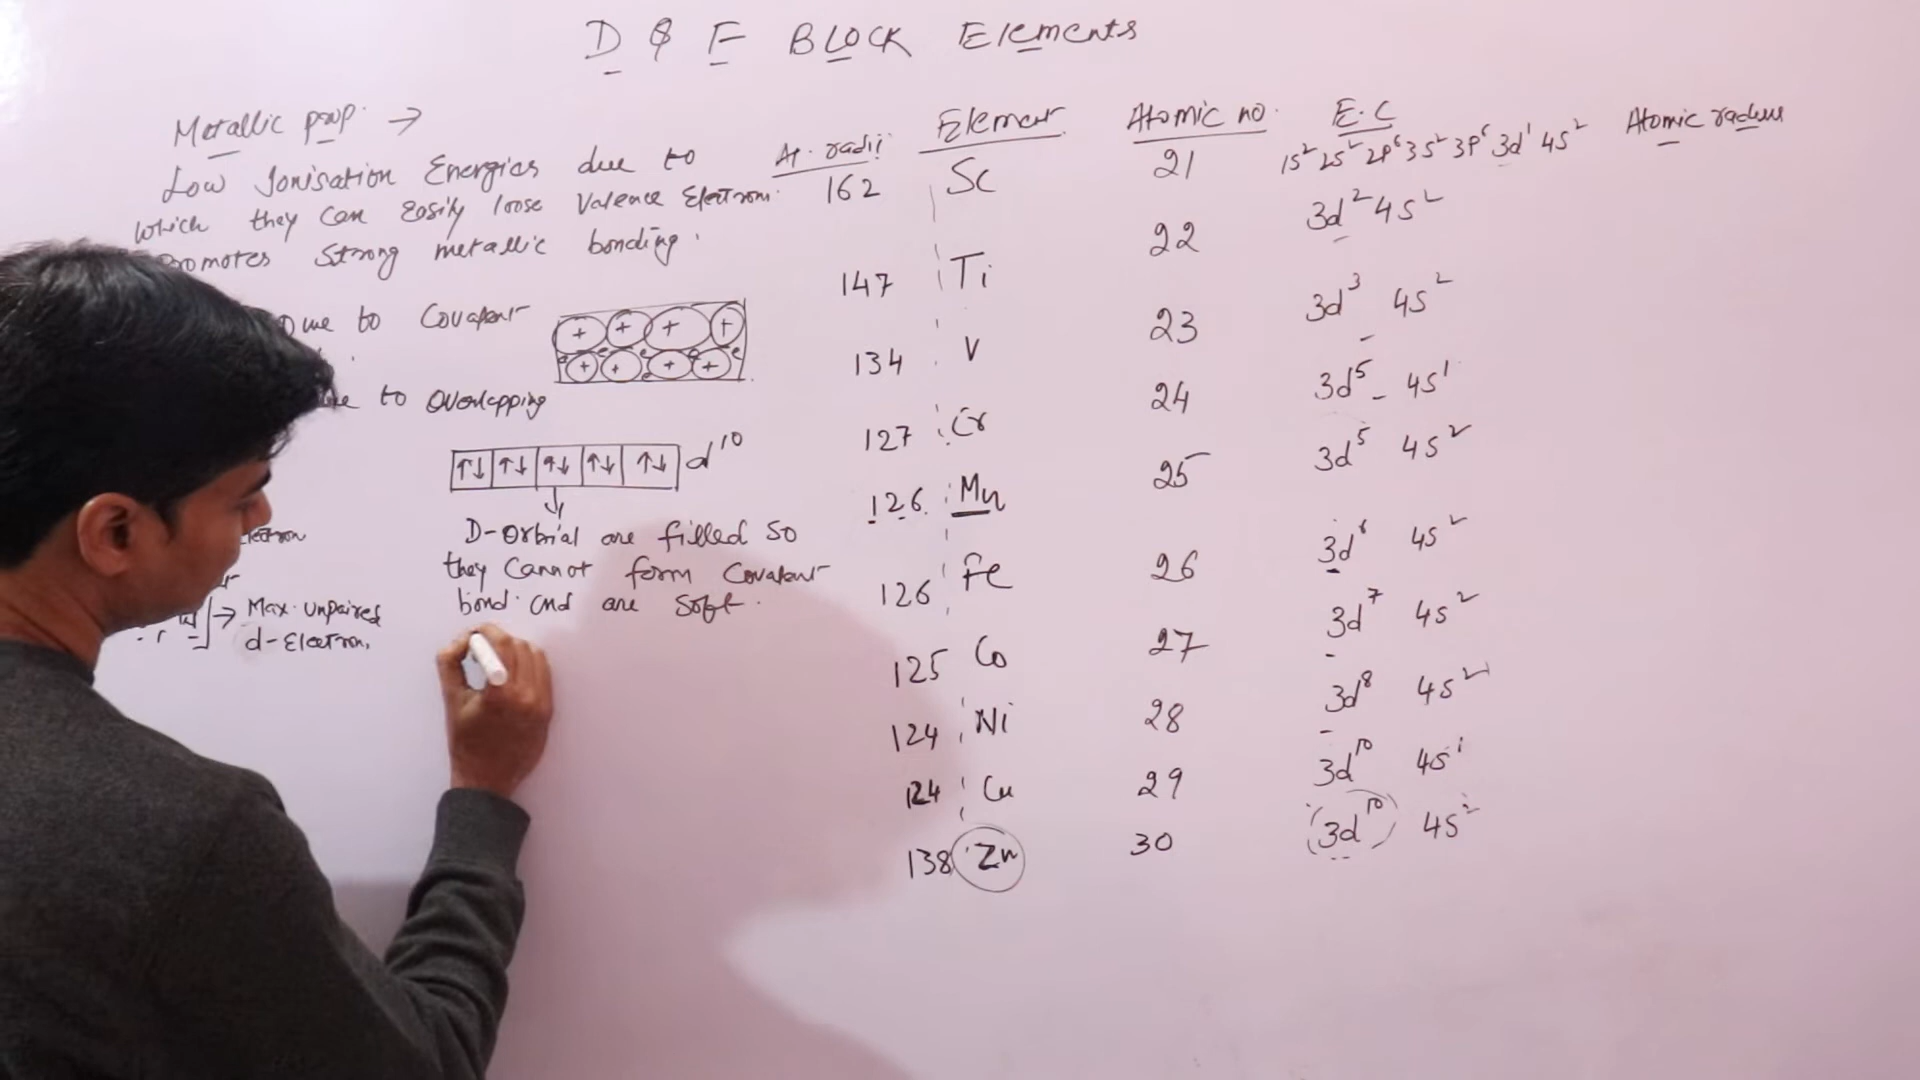 D & F BLOCK Elements
Metallic prop. →
Low Ionisation Energies due to
which they can easily loose valence Electrom.
Promotes Strong metallic bonding.
Due to Covalent
to Overlapping
+ + + +
e e e e e
+ + + +
↑↓ ↑↓ ↑↓ ↑↓ ↑↓ d¹⁰
D-Orbial are filled so
they cannot form covalent
bond. and are soft.
→ Max. unpaired
d-Electron,
At. radii Element Atomic no. E.C Atomic radius
162 Sc 21 1s² 2s² 2p⁶ 3s² 3p⁶ 3d¹ 4s²
147 Ti 22 3d² 4s²
134 V 23 3d³ 4s²
127 Cr 24 3d⁵ 4s¹
126 Mn 25 3d⁵ 4s²
126 Fe 26 3d⁶ 4s²
125 Co 27 3d⁷ 4s²
124 Ni 28 3d⁸ 4s²
124 Cu 29 3d¹⁰ 4s¹
138 Zn 30 3d¹⁰ 4s²